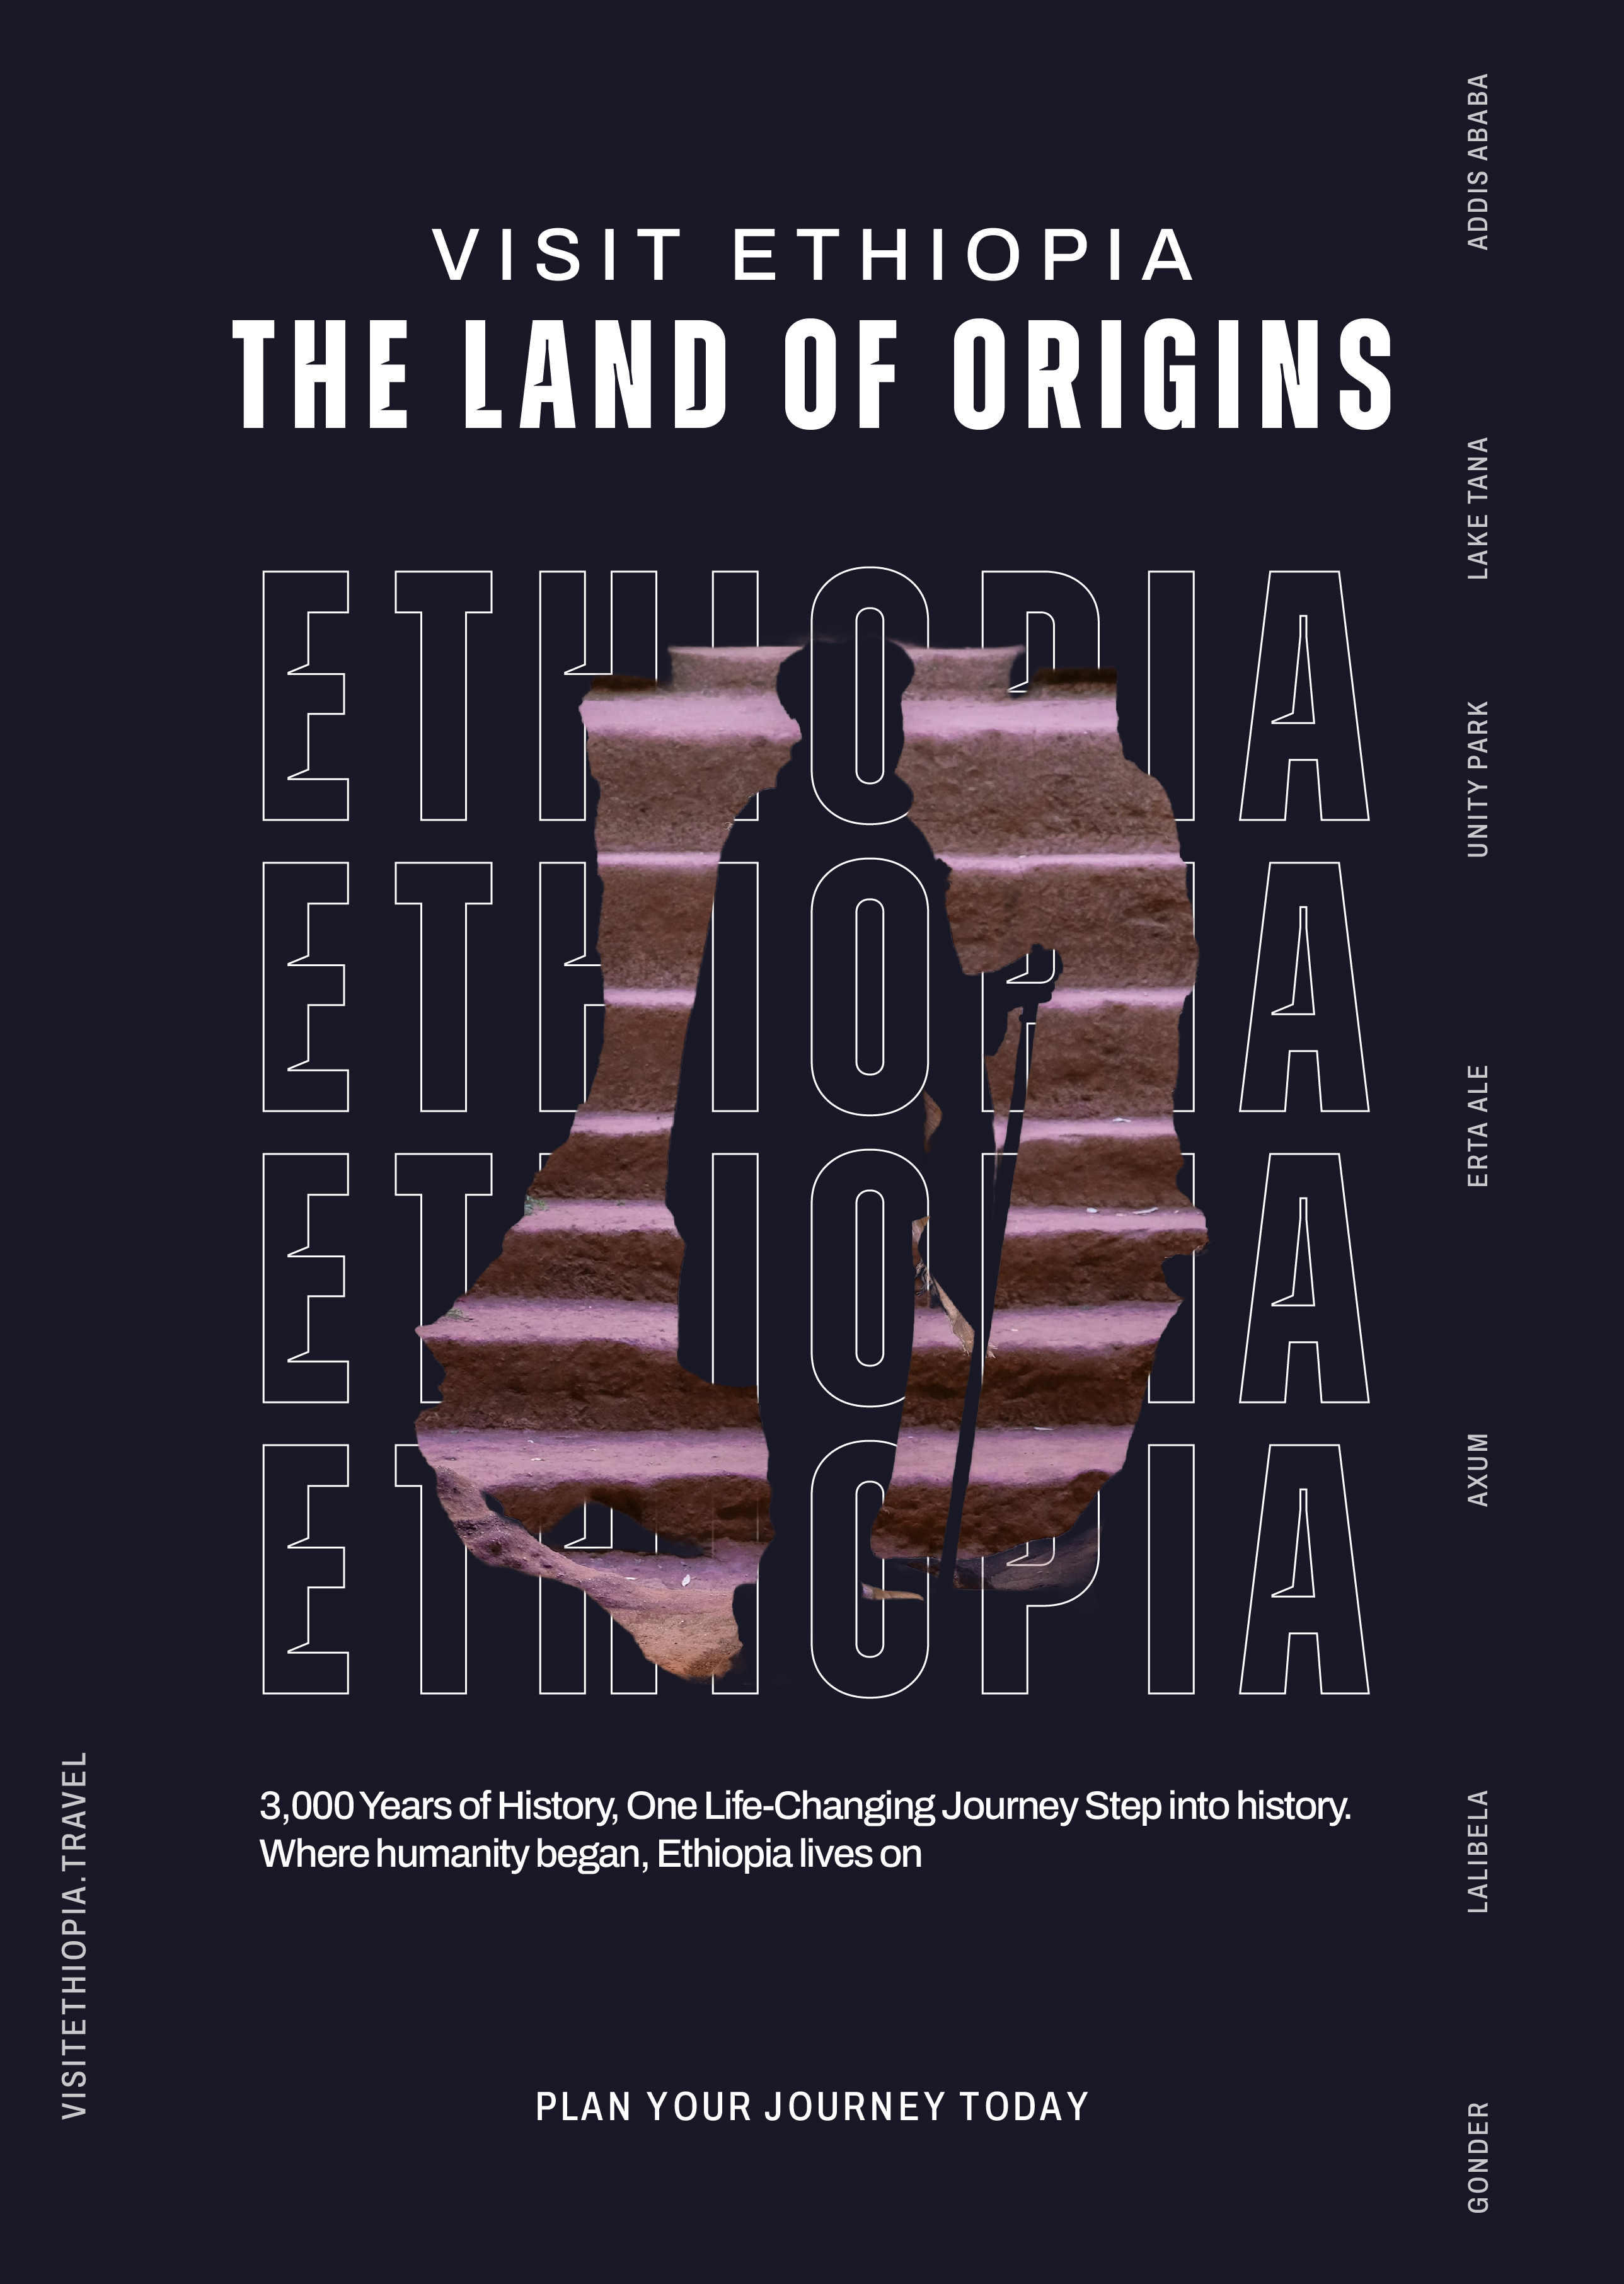 VISIT ETHIOPIA
THE LAND OF ORIGINS
ETHIOPIA
ETHIOPIA
ETHIOPIA
ETHIOPIA
3,000 Years of History, One Life-Changing Journey Step into history.
Where humanity began, Ethiopia lives on
PLAN YOUR JOURNEY TODAY
VISITETHIOPIA.TRAVEL
ADDIS ABABA
LAKE TANA
UNITY PARK
ERTA ALE
AXUM
LALIBELA
GONDER